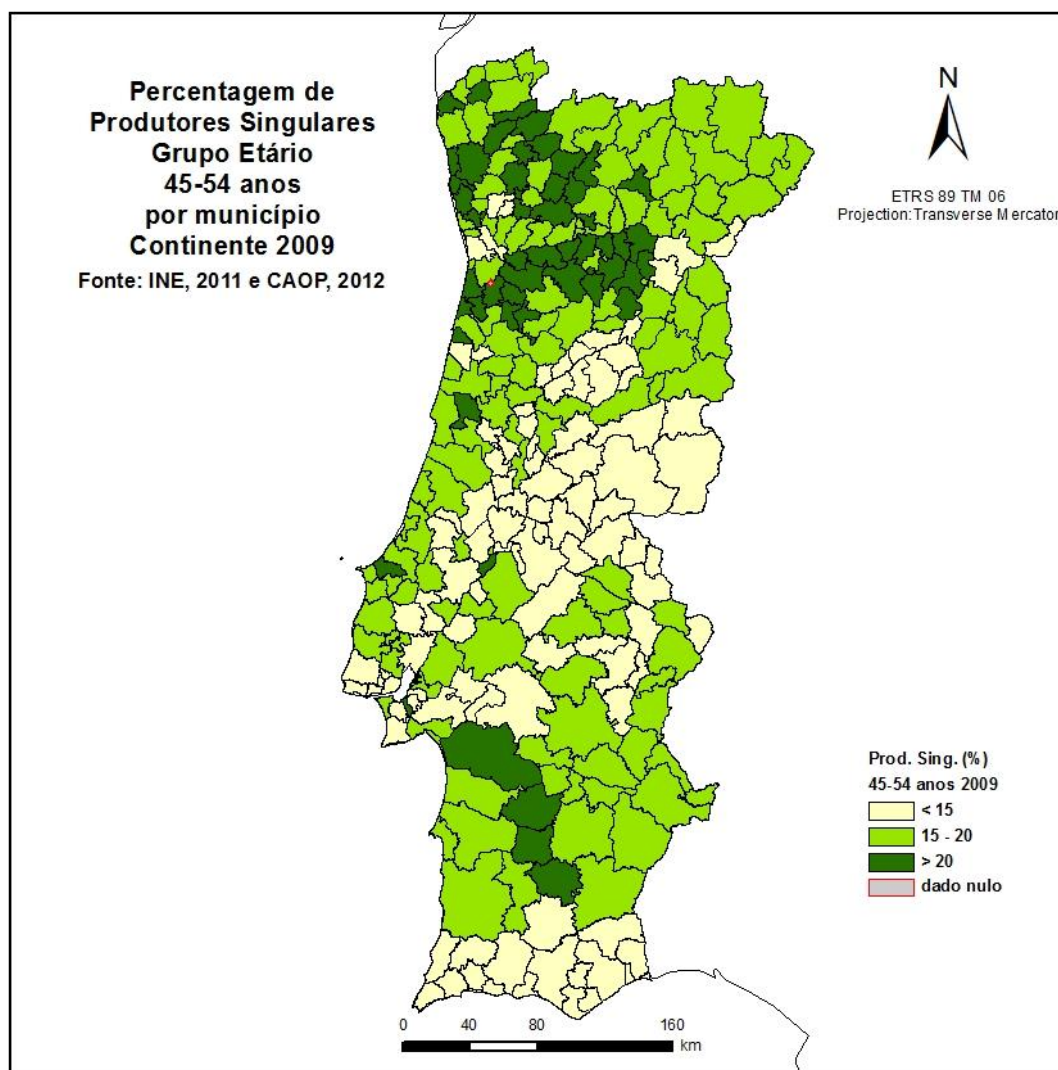 Percentagem de
Produtores Singulares
Grupo Etário
45-54 anos
por município
Continente 2009
Fonte: INE, 2011 e CAOP, 2012
N
ETRS 89 TM 06
Projection:Transverse Mercator
Prod. Sing. (%)
45-54 anos 2009
< 15
15 - 20
> 20
dado nulo
0 40 80 160
km